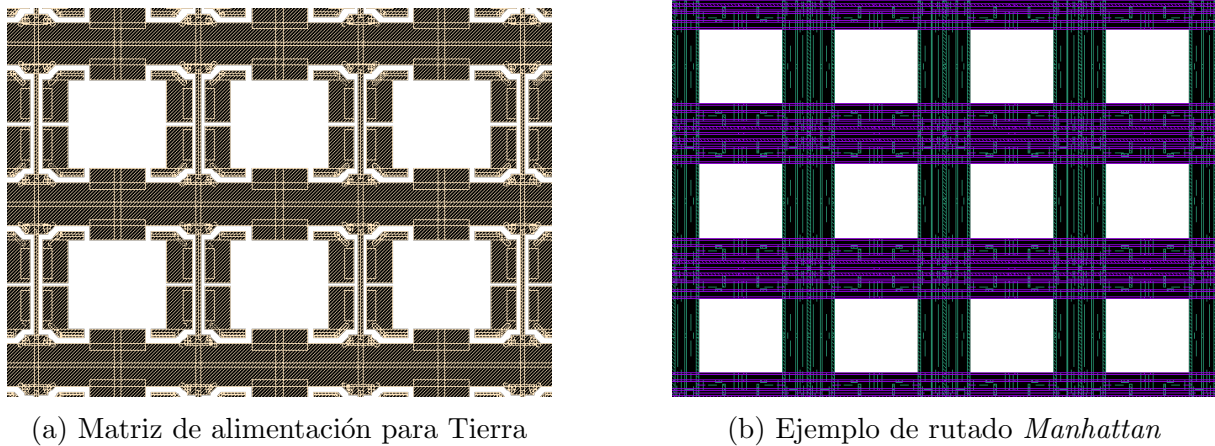 (a) Matriz de alimentación para Tierra
(b) Ejemplo de rutado Manhattan